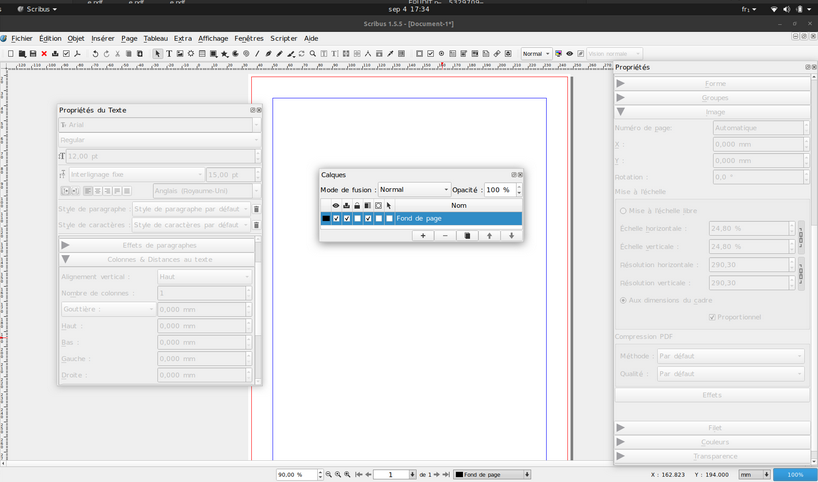 Scribus
sep 4 17:34
fr₁
Scribus 1.5.5 - [Document-1*]
Fichier Édition Objet Insérer Page Tableau Extra Affichage Fenêtres Scripter Aide
Normal
Vision normale
Propriétés
Forme
Groupes
Image
Numéro de page: Automatique
X : 0,000 mm
Y : 0,000 mm
Rotation : 0,0 °
Mise à l'échelle
Mise à l'échelle libre
Échelle horizontale : 24,80 %
Échelle verticale : 24,80 %
Résolution horizontale : 290,30
Résolution verticale : 290,30
Aux dimensions du cadre
Proportionnel
Compression PDF
Méthode : Par défaut
Qualité : Par défaut
Effets
Filet
Couleurs
Transparence
Propriétés du Texte
Arial
Regular
12,00 pt
Interlignage fixe 15,00 pt
Anglais (Royaume-Uni)
Style de paragraphe : Style de paragraphe par défaut
Style de caractères : Style de caractères par défaut
Effets de paragraphes
Colonnes & Distances au texte
Alignement vertical : Haut
Nombre de colonnes : 1
Gouttière : 0,000 mm
Haut : 0,000 mm
Bas : 0,000 mm
Gauche : 0,000 mm
Droite : 0,000 mm
Calques
Mode de fusion : Normal Opacité : 100 %
Nom
Fond de page
90,00 % 1 de 1 Fond de page X : 162.823 Y : 194.000 mm 100%